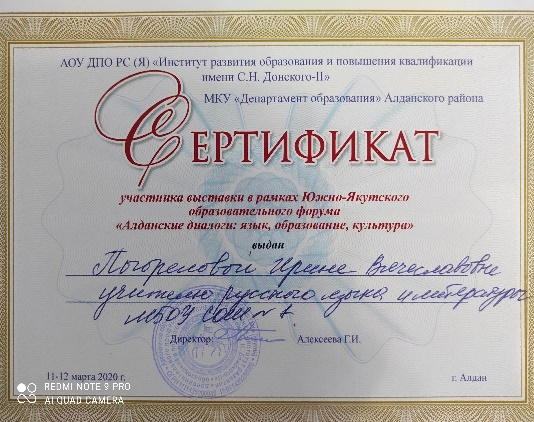 АОУ ДПО РС (Я) «Институт развития образования и повышения квалификации
имени С.Н. Донского-II»
МКУ «Департамент образования» Алданского района
СЕРТИФИКАТ
участника выставки в рамках Южно-Якутского
образовательного форума
«Алданские диалоги: язык, образование, культура»
выдан
Погореловой Ирине Вячеславовне
учителю русского языка и литературы
МБОУ СОШ №
Директор: Алексеева Г.И.
11-12 марта 2020 г.
г. Алдан
REDMI NOTE 9 PRO
AI QUAD CAMERA